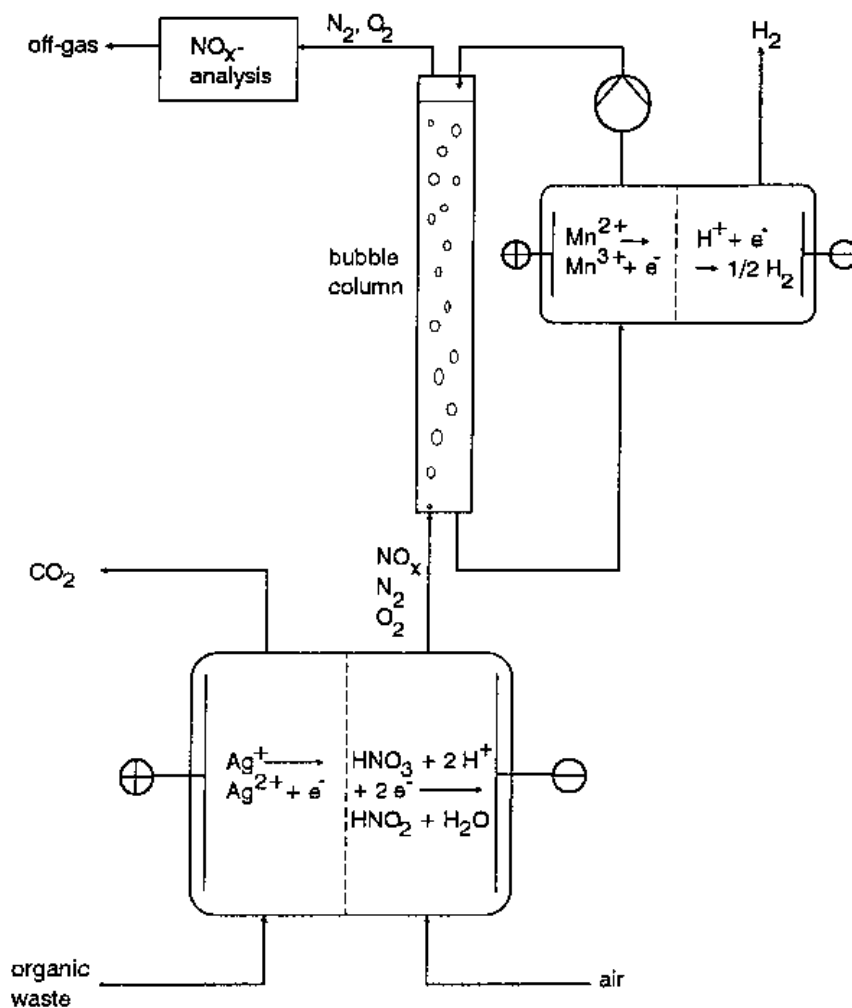 N₂, O₂
off-gas
NOₓ-
analysis
H₂
bubble
column
⊕
Mn²⁺ →
Mn³⁺ + e⁻
H⁺ + e⁻
→ 1/2 H₂
⊖
NOₓ
N₂
O₂
CO₂
⊕
Ag⁺ →
Ag²⁺ + e⁻
HNO₃ + 2 H⁺
+ 2 e⁻ →
HNO₂ + H₂O
⊖
organic
waste
air